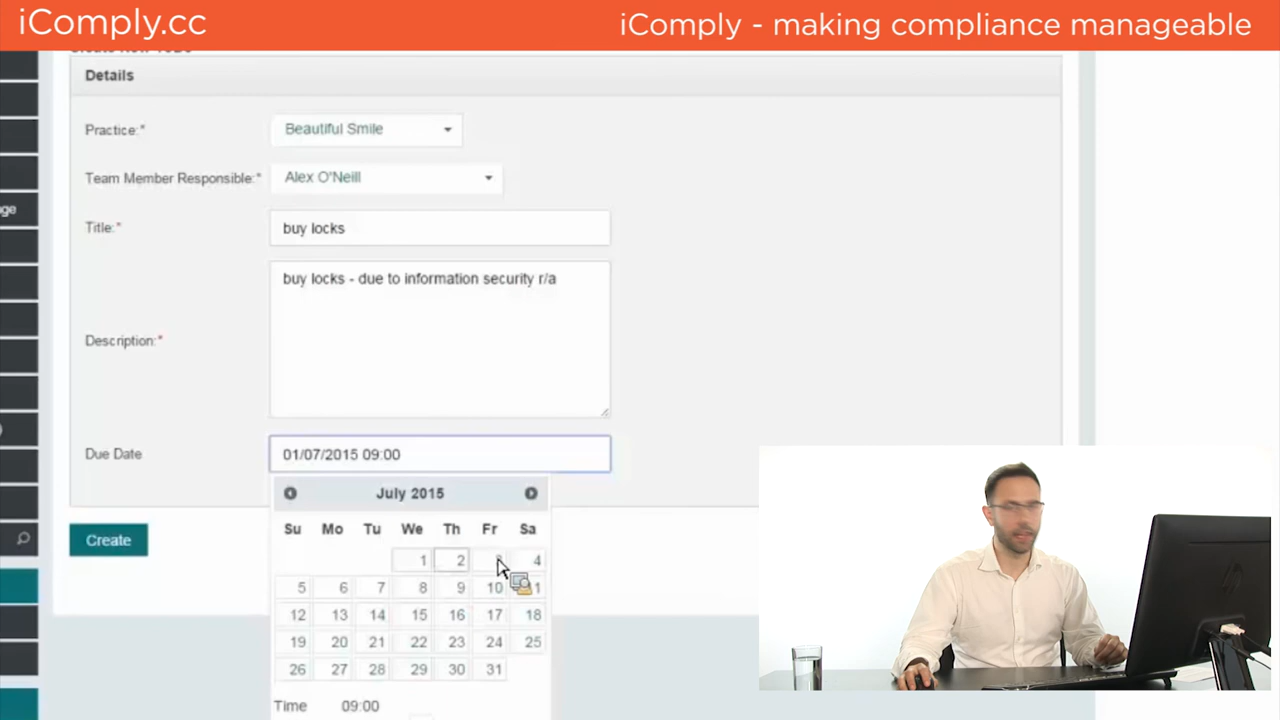 iComply.cc
iComply - making compliance manageable
Details
Practice:*
Beautiful Smile
Team Member Responsible:*
Alex O'Neill
Title:*
buy locks
Description:*
buy locks - due to information security r/a
Due Date
01/07/2015 09:00
July 2015
Su Mo Tu We Th Fr Sa
1 2 3 4
5 6 7 8 9 10 11
12 13 14 15 16 17 18
19 20 21 22 23 24 25
26 27 28 29 30 31
Time 09:00
Create